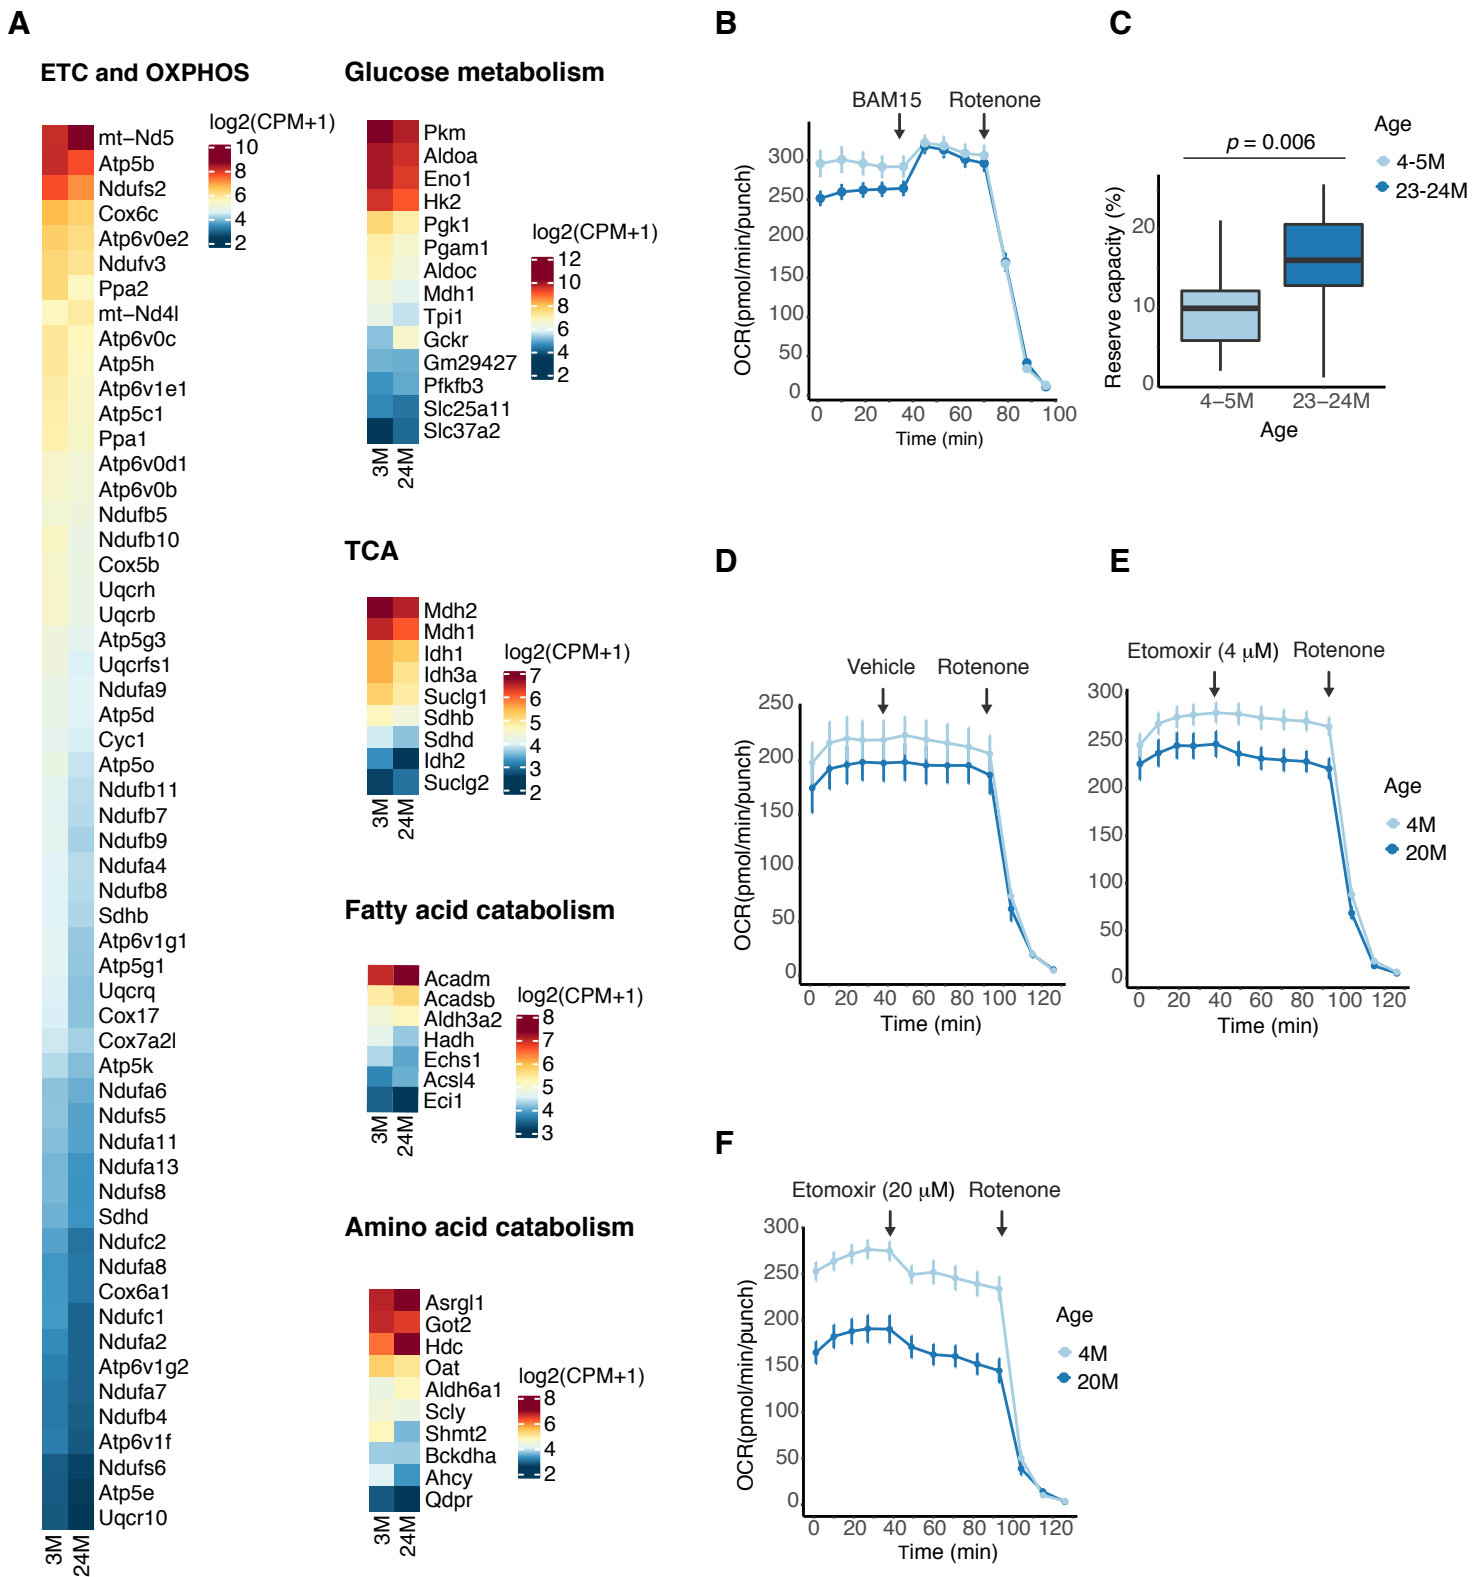 A
ETC and OXPHOS
log2(CPM+1)
10
8
6
4
2
mt−Nd5
Atp5b
Ndufs2
Cox6c
Atp6v0e2
Ndufv3
Ppa2
mt−Nd4l
Atp6v0c
Atp5h
Atp6v1e1
Atp5c1
Ppa1
Atp6v0d1
Atp6v0b
Ndufb5
Ndufb10
Cox5b
Uqcrh
Uqcrb
Atp5g3
Uqcrfs1
Ndufa9
Atp5d
Cyc1
Atp5o
Ndufb11
Ndufb7
Ndufb9
Ndufa4
Ndufb8
Sdhb
Atp6v1g1
Atp5g1
Uqcrq
Cox17
Cox7a2l
Atp5k
Ndufa6
Ndufs5
Ndufa11
Ndufa13
Ndufs8
Sdhd
Ndufc2
Ndufa8
Cox6a1
Ndufc1
Ndufa2
Atp6v1g2
Ndufa7
Ndufb4
Atp6v1f
Ndufs6
Atp5e
Uqcr10
3M
24M
Glucose metabolism
Pkm
Aldoa
Eno1
Hk2
Pgk1
Pgam1
Aldoc
Mdh1
Tpi1
Gckr
Gm29427
Pfkfb3
Slc25a11
Slc37a2
3M
24M
log2(CPM+1)
12
10
8
6
4
2
TCA
Mdh2
Mdh1
Idh1
Idh3a
Suclg1
Sdhb
Sdhd
Idh2
Suclg2
3M
24M
log2(CPM+1)
7
6
5
4
3
2
Fatty acid catabolism
Acadm
Acadsb
Aldh3a2
Hadh
Echs1
Acsl4
Eci1
3M
24M
log2(CPM+1)
8
7
6
5
4
3
Amino acid catabolism
Asrgl1
Got2
Hdc
Oat
Aldh6a1
Scly
Shmt2
Bckdha
Ahcy
Qdpr
3M
24M
log2(CPM+1)
8
6
4
2
B
BAM15 Rotenone
OCR(pmol/min/punch)
300
250
200
150
100
50
0
0 20 40 60 80 100
Time (min)
C
p = 0.006
Reserve capacity (%)
20
10
0
4−5M 23−24M
Age
Age
4-5M
23-24M
D
Vehicle Rotenone
OCR(pmol/min/punch)
250
200
150
100
50
0
0 20 40 60 80 100 120
Time (min)
E
Etomoxir (4 μM) Rotenone
300
250
200
150
100
50
0
0 20 40 60 80 100 120
Time (min)
Age
4M
20M
F
Etomoxir (20 μM) Rotenone
OCR(pmol/min/punch)
300
250
200
150
100
50
0
0 20 40 60 80 100 120
Time (min)
Age
4M
20M